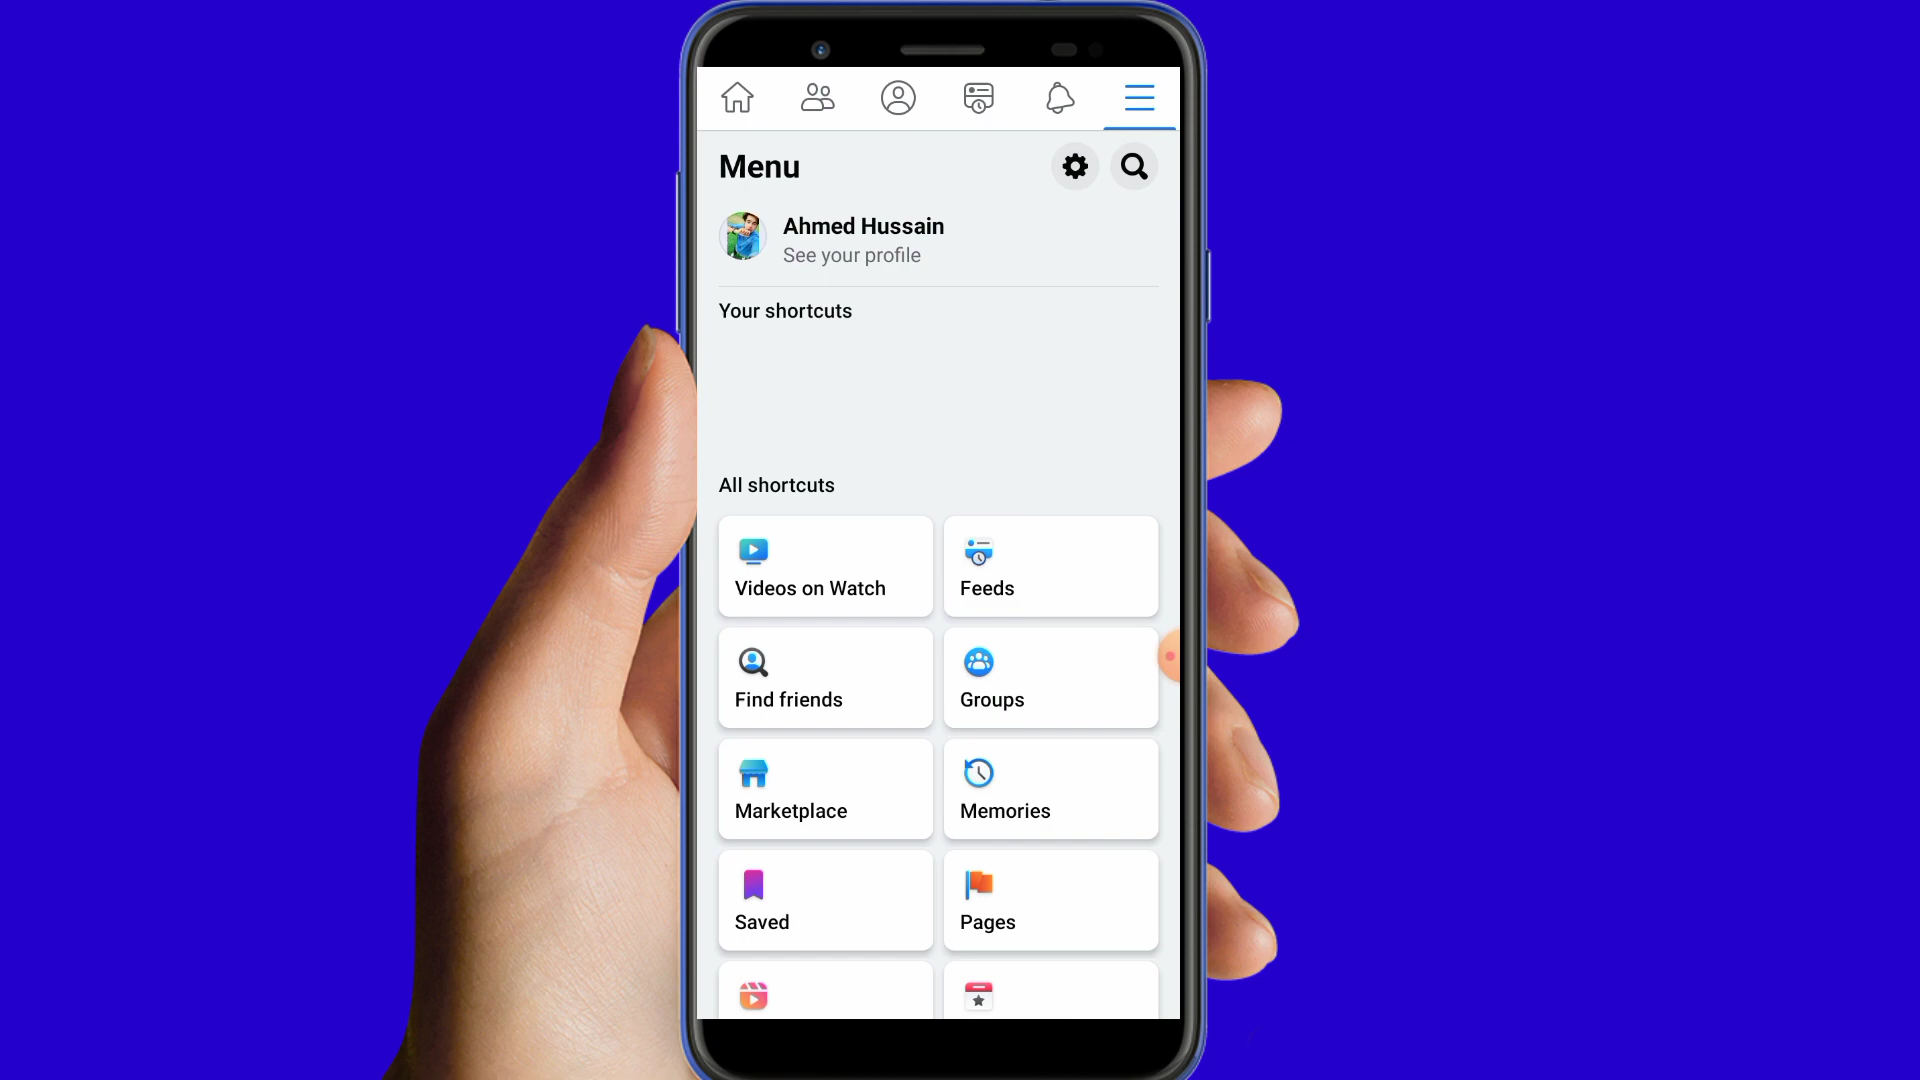 Menu
Ahmed Hussain
See your profile
Your shortcuts
All shortcuts
Videos on Watch
Feeds
Find friends
Groups
Marketplace
Memories
Saved
Pages